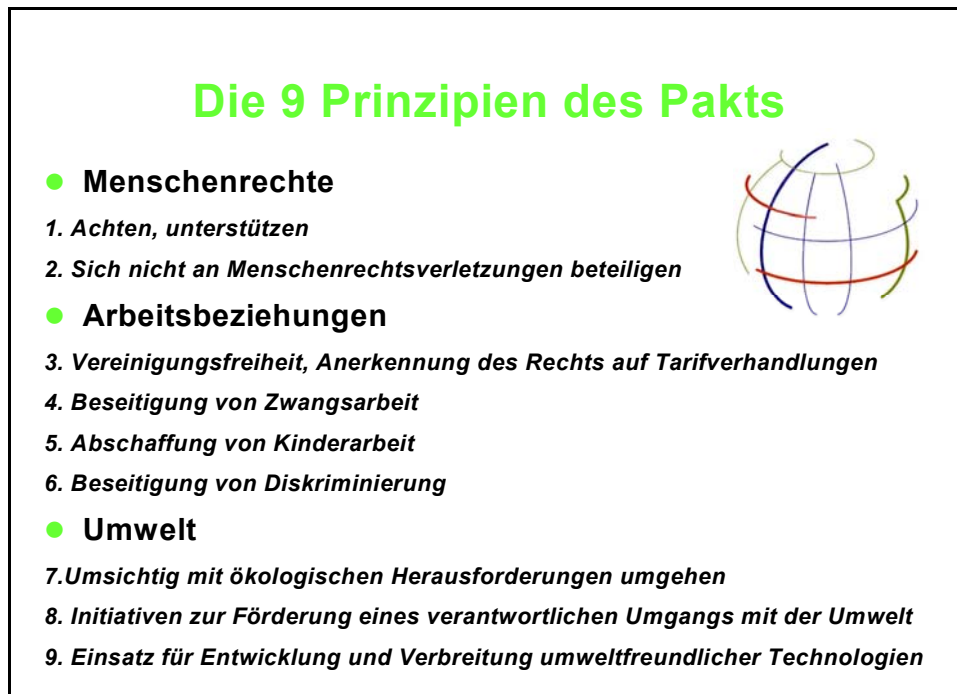 Die 9 Prinzipien des Pakts
Menschenrechte
1. Achten, unterstützen
2. Sich nicht an Menschenrechtsverletzungen beteiligen
Arbeitsbeziehungen
3. Vereinigungsfreiheit, Anerkennung des Rechts auf Tarifverhandlungen
4. Beseitigung von Zwangsarbeit
5. Abschaffung von Kinderarbeit
6. Beseitigung von Diskriminierung
Umwelt
7.Umsichtig mit ökologischen Herausforderungen umgehen
8. Initiativen zur Förderung eines verantwortlichen Umgangs mit der Umwelt
9. Einsatz für Entwicklung und Verbreitung umweltfreundlicher Technologien